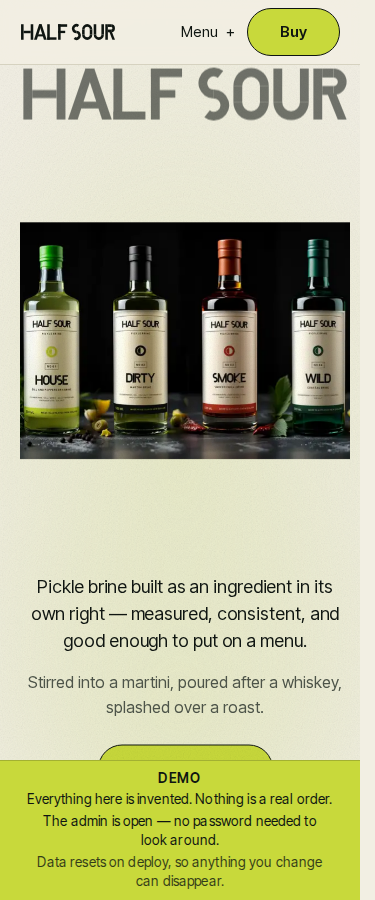 HALF SOUR
Menu +
Buy
HALF SOUR
HALF SOUR
HOUSE
HALF SOUR
DIRTY
HALF SOUR
SMOKE
HALF SOUR
WILD
Pickle brine built as an ingredient in its
own right — measured, consistent, and
good enough to put on a menu.
Stirred into a martini, poured after a whiskey,
splashed over a roast.
DEMO
Everything here is invented. Nothing is a real order.
The admin is open — no password needed to
look around.
Data resets on deploy, so anything you change
can disappear.